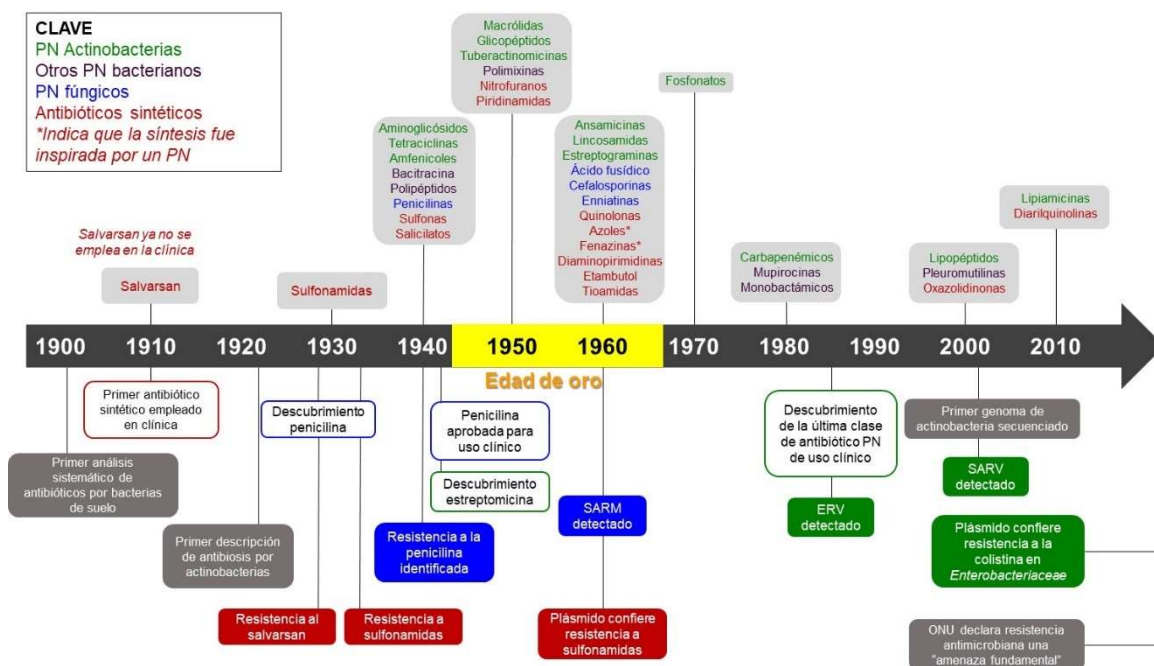 CLAVE
PN Actinobacterias
Otros PN bacterianos
PN fúngicos
Antibióticos sintéticos
*Indica que la síntesis fue
inspirada por un PN
Salvarsan ya no se
emplea en la clínica
Salvarsan
Sulfonamidas
Aminoglicósidos
Tetraciclinas
Amfenicoles
Bacitracina
Polipéptidos
Penicilinas
Sulfonas
Salicilatos
Macrólidas
Glicopéptidos
Tuberactinomicinas
Polimixinas
Nitrofuranos
Piridinamidas
Ansamicinas
Lincosamidas
Estreptograminas
Ácido fusídico
Cefalosporinas
Enniatinas
Quinolonas
Azoles*
Fenazinas*
Diaminopirimidinas
Etambutol
Tioamidas
Fosfonatos
Carbapenémicos
Mupirocinas
Monobactámicos
Lipopéptidos
Pleuromutilinas
Oxazolidinonas
Lipiamicinas
Diarilquinolinas
1900 1910 1920 1930 1940 1950 1960 1970 1980 1990 2000 2010
Edad de oro
Primer antibiótico
sintético empleado
en clínica
Primer análisis
sistemático de
antibióticos por bacterias
de suelo
Primer descripción
de antibiosis por
actinobacterias
Descubrimiento
penicilina
Resistencia al
salvarsan
Resistencia a
sulfonamidas
Penicilina
aprobada para
uso clínico
Descubrimiento
estreptomicina
Resistencia a la
penicilina
identificada
SARM
detectado
Plásmido confiere
resistencia a
sulfonamidas
Descubrimiento
de la última clase
de antibiótico PN
de uso clínico
ERV
detectado
Primer genoma de
actinobacteria secuenciado
SARV
detectado
Plásmido confiere
resistencia a la
colistina en
Enterobacteriaceae
ONU declara resistencia
antimicrobiana una
"amenaza fundamental"